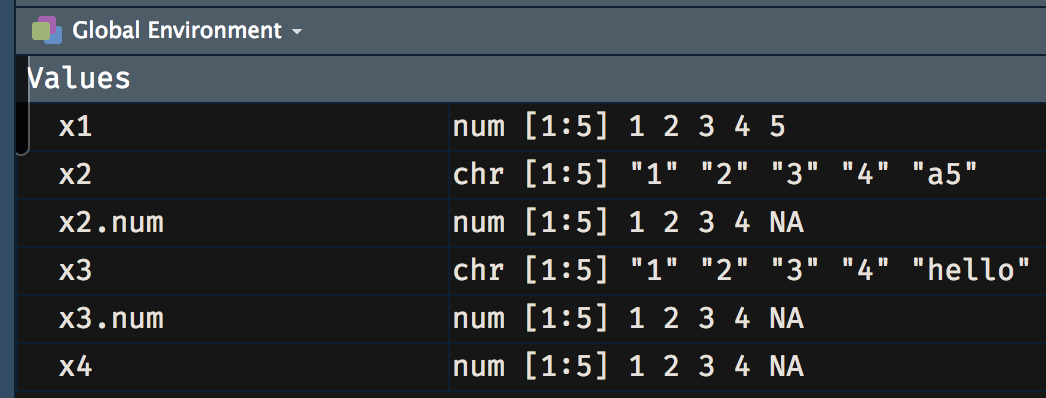 Global Environment
Values
x1 num [1:5] 1 2 3 4 5
x2 chr [1:5] "1" "2" "3" "4" "a5"
x2.num num [1:5] 1 2 3 4 NA
x3 chr [1:5] "1" "2" "3" "4" "hello"
x3.num num [1:5] 1 2 3 4 NA
x4 num [1:5] 1 2 3 4 NA